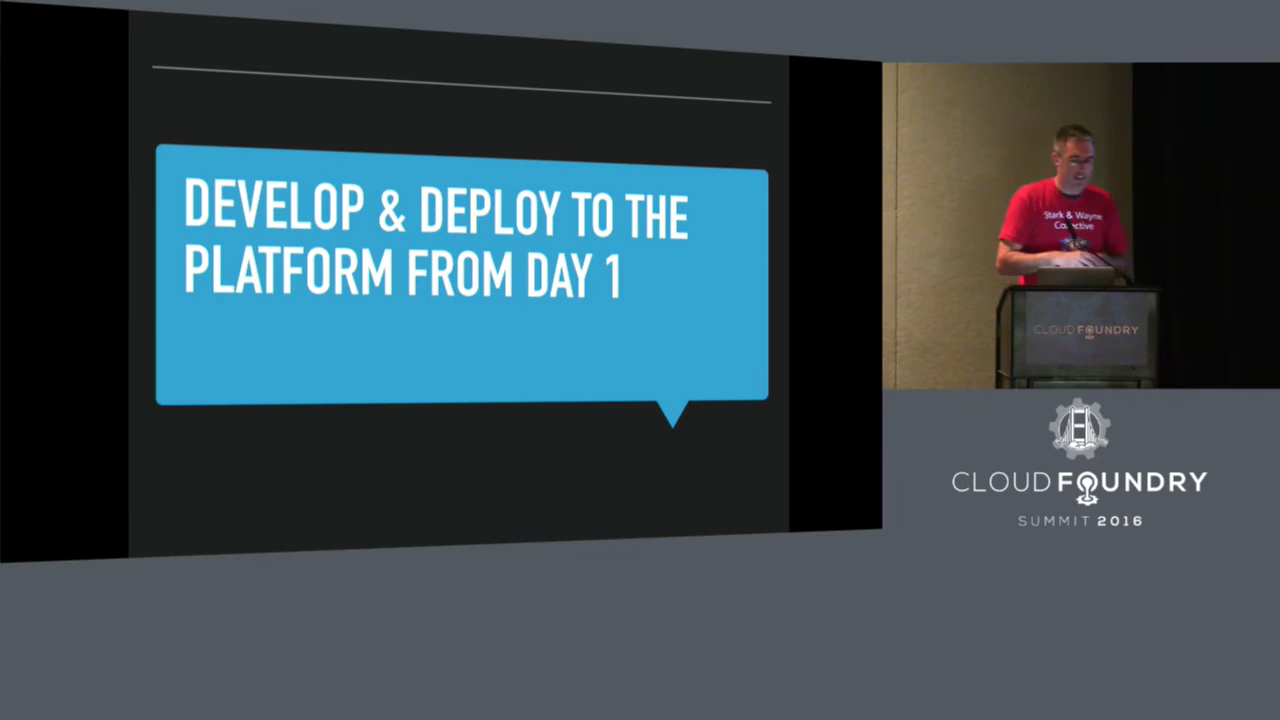 DEVELOP & DEPLOY TO THE
PLATFORM FROM DAY 1
Stark & Wayne
Collective
CLOUD FOUNDRY
CLOUD FOUNDRY
SUMMIT 2016